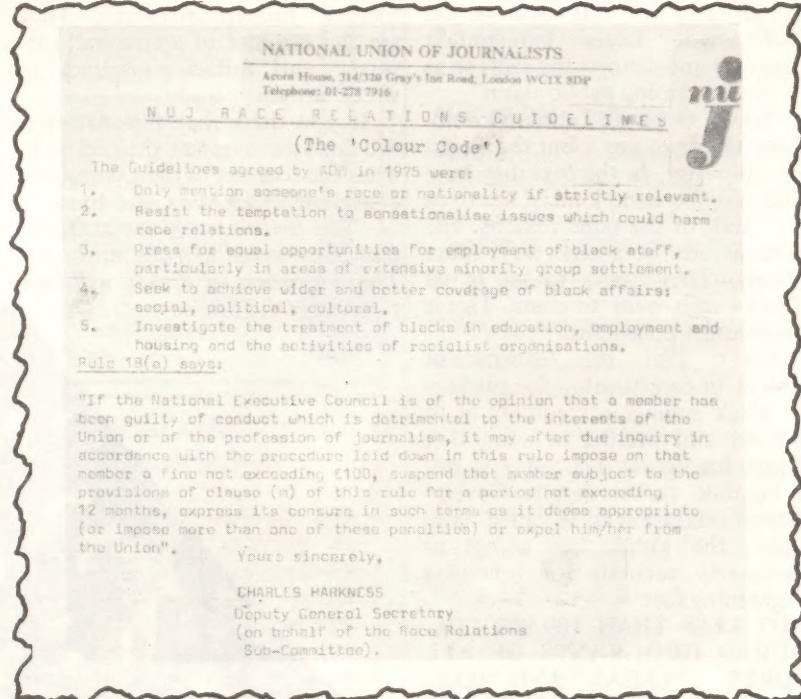 NATIONAL UNION OF JOURNALISTS
Acorn House, 314/320 Gray's Inn Road, London WC1X 8DP
Telephone: 01-278 7916
nuj
NUJ RACE RELATIONS GUIDELINES
(The 'Colour Code')
The Guidelines agreed by ADM in 1975 were:
1. Only mention someone's race or nationality if strictly relevant.
2. Resist the temptation to sensationalise issues which could harm
race relations.
3. Press for equal opportunities for employment of black staff,
particularly in areas of extensive minority group settlement.
4. Seek to achieve wider and better coverage of black affairs:
social, political, cultural.
5. Investigate the treatment of blacks in education, employment and
housing and the activities of racialist organisations.
Rule 18(a) says:
"If the National Executive Council is of the opinion that a member has
been guilty of conduct which is detrimental to the interests of the
Union or of the profession of journalism, it may after due inquiry in
accordance with the procedure laid down in this rule impose on that
member a fine not exceeding £100, suspend that member subject to the
provisions of clause (m) of this rule for a period not exceeding
12 months, express its censure in such terms as it deems appropriate
(or impose more than one of these penalties) or expel him/her from
the Union".
Yours sincerely,
CHARLES HARKNESS
Deputy General Secretary
(on behalf of the Race Relations
Sub-Committee).